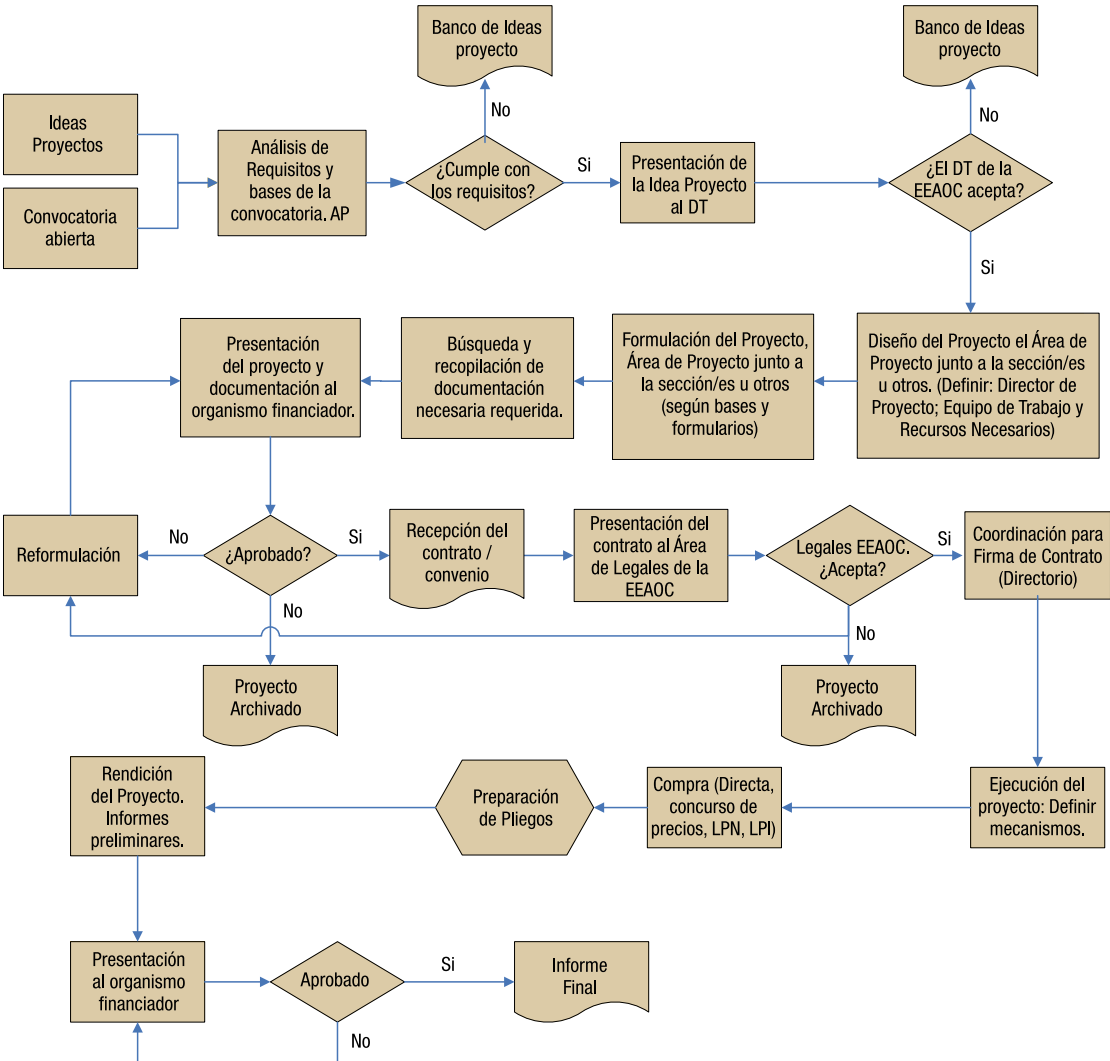 Banco de Ideas
proyecto
Banco de Ideas
proyecto
No
No
Ideas
Proyectos
Convocatoria
abierta
Análisis de
Requisitos y
bases de la
convocatoria. AP
¿Cumple con
los requisitos?
Si
Presentación de
la Idea Proyecto
al DT
¿El DT de la
EEAOC acepta?
Si
Diseño del Proyecto el Área de
Proyecto junto a la sección/es
u otros. (Definir: Director de
Proyecto; Equipo de Trabajo y
Recursos Necesarios)
Formulación del Proyecto,
Área de Proyecto junto a
la sección/es u otros
(según bases y
formularios)
Búsqueda y
recopilación de
documentación
necesaria requerida.
Presentación
del proyecto y
documentación al
organismo financiador.
Reformulación
No
¿Aprobado?
Si
Recepción del
contrato /
convenio
Presentación del
contrato al Área
de Legales de la
EEAOC
Legales EEAOC.
¿Acepta?
Si
Coordinación para
Firma de Contrato
(Directorio)
No
No
Proyecto
Archivado
Proyecto
Archivado
Ejecución del
proyecto: Definir
mecanismos.
Compra (Directa,
concurso de
precios, LPN, LPI)
Preparación
de Pliegos
Rendición
del Proyecto.
Informes
preliminares.
Presentación
al organismo
financiador
Aprobado
Si
Informe
Final
No